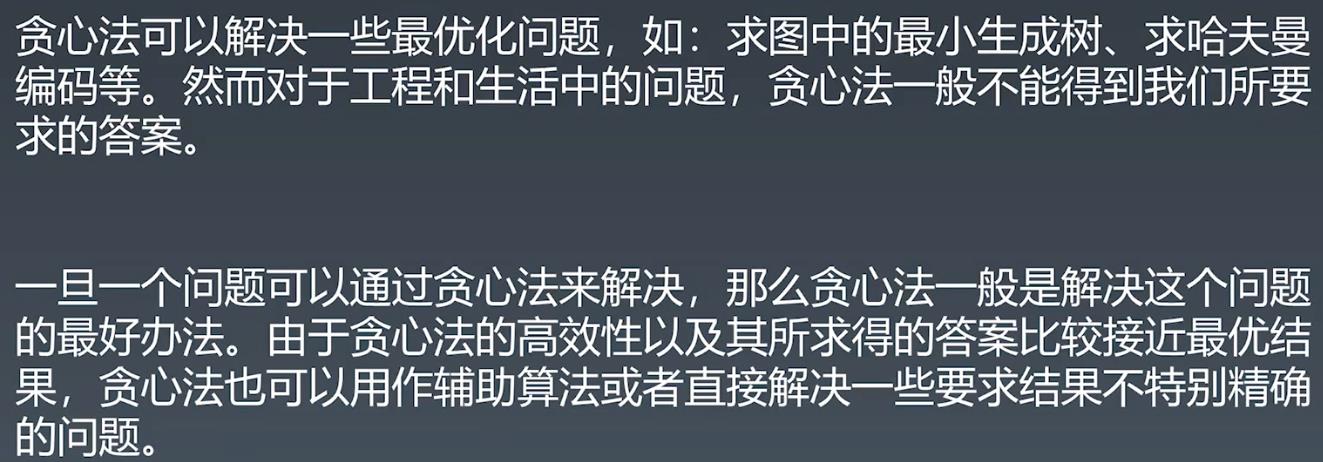 贪心法可以解决一些最优化问题，如：求图中的最小生成树、求哈夫曼
编码等。然而对于工程和生活中的问题，贪心法一般不能得到我们所要
求的答案。
一旦一个问题可以通过贪心法来解决，那么贪心法一般是解决这个问题
的最好办法。由于贪心法的高效性以及其所求得的答案比较接近最优结
果，贪心法也可以用作辅助算法或者直接解决一些要求结果不特别精确
的问题。